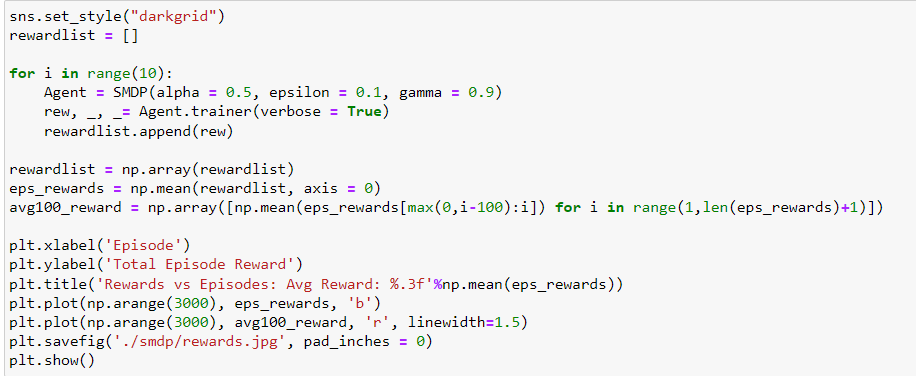 sns.set_style("darkgrid")
rewardlist = []

for i in range(10):
    Agent = SMDP(alpha = 0.5, epsilon = 0.1, gamma = 0.9)
    rew, _, _= Agent.trainer(verbose = True)
    rewardlist.append(rew)

rewardlist = np.array(rewardlist)
eps_rewards = np.mean(rewardlist, axis = 0)
avg100_reward = np.array([np.mean(eps_rewards[max(0,i-100):i]) for i in range(1,len(eps_rewards)+1)])

plt.xlabel('Episode')
plt.ylabel('Total Episode Reward')
plt.title('Rewards vs Episodes: Avg Reward: %.3f'%np.mean(eps_rewards))
plt.plot(np.arange(3000), eps_rewards, 'b')
plt.plot(np.arange(3000), avg100_reward, 'r', linewidth=1.5)
plt.savefig('./smdp/rewards.jpg', pad_inches = 0)
plt.show()